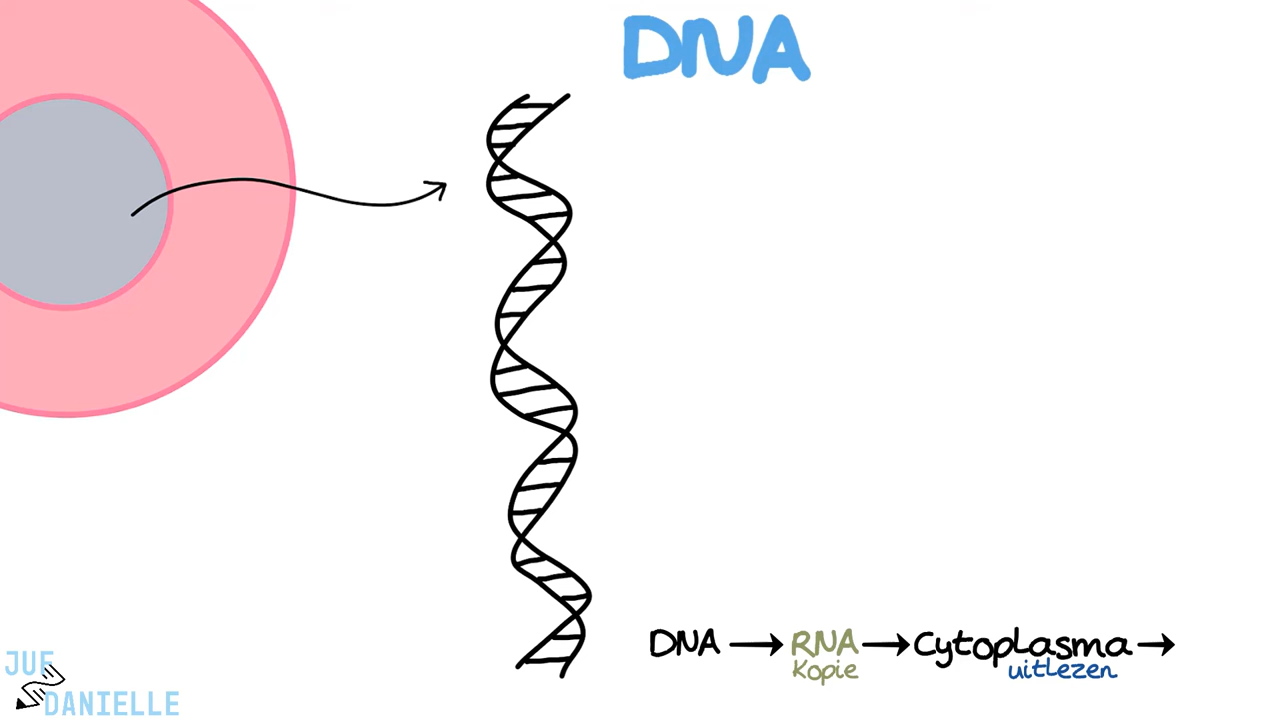 DNA
DNA → RNA → Cytoplasma →
Kopie
uitlezen
JUF
DANIELLE